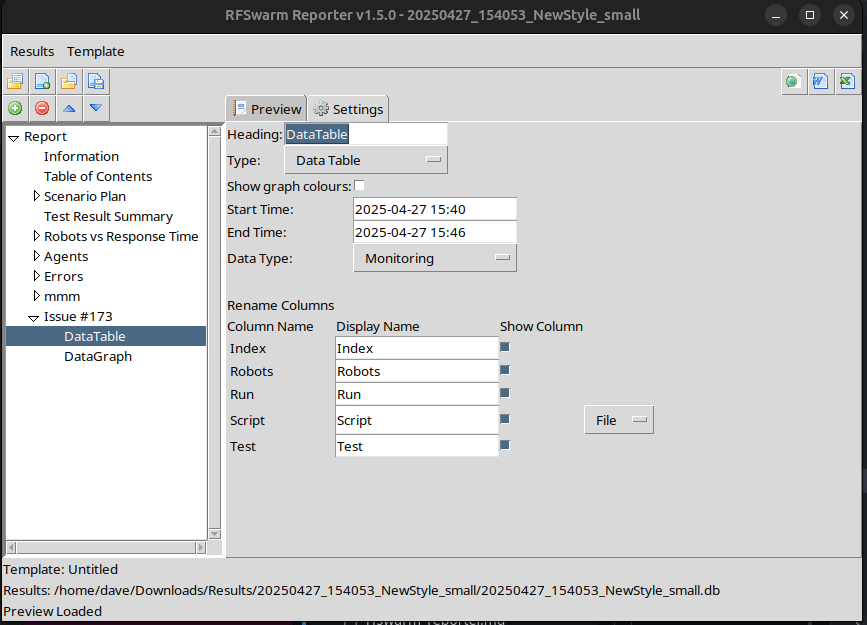 RFSwarm Reporter v1.5.0 - 20250427_154053_NewStyle_small
Results Template
Preview Settings
Report
Information
Table of Contents
Scenario Plan
Test Result Summary
Robots vs Response Time
Agents
Errors
mmm
Issue #173
DataTable
DataGraph
Heading: DataTable
Type: Data Table
Show graph colours:
Start Time: 2025-04-27 15:40
End Time: 2025-04-27 15:46
Data Type: Monitoring
Rename Columns
Column Name Display Name Show Column
Index Index
Robots Robots
Run Run
Script Script File
Test Test
Template: Untitled
Results: /home/dave/Downloads/Results/20250427_154053_NewStyle_small/20250427_154053_NewStyle_small.db
Preview Loaded